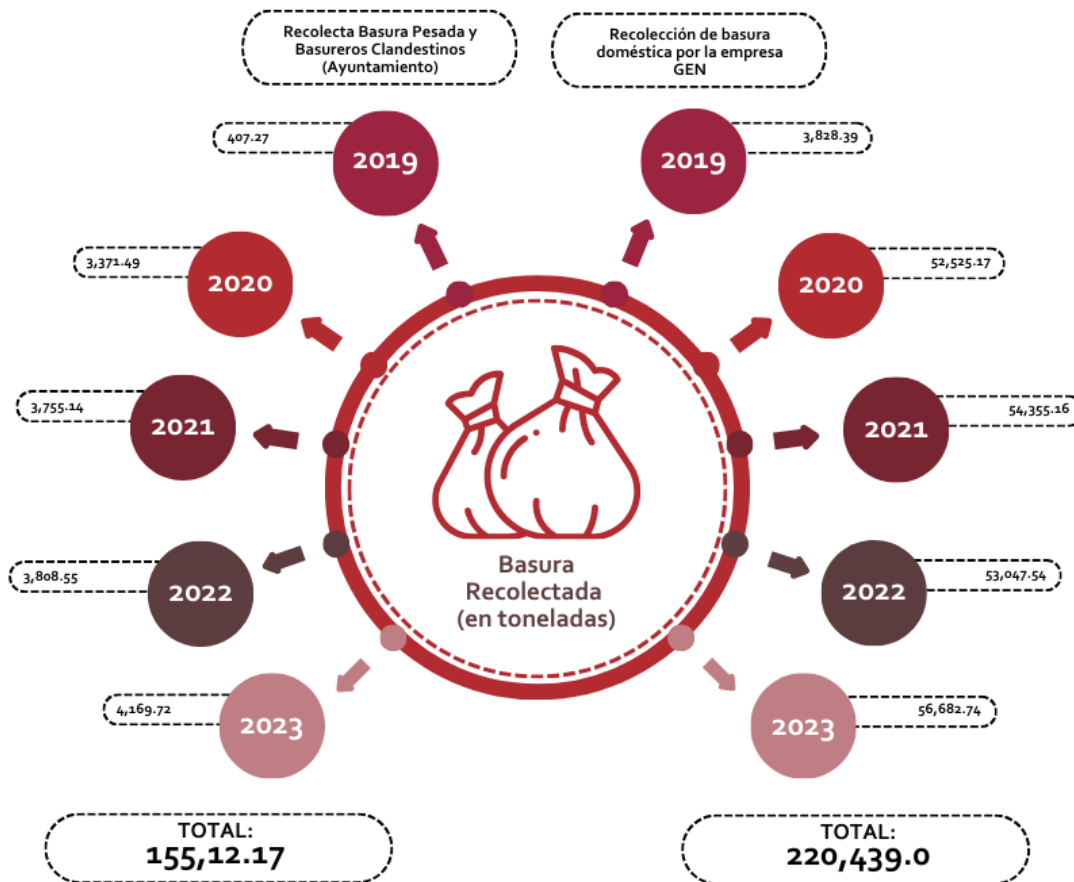 Recolecta Basura Pesada y
Basureros Clandestinos
(Ayuntamiento)
Recolección de basura
doméstica por la empresa
GEN
407.27
2019
2019
3,828.39
3,371.49
2020
2020
52,525.17
3,755.14
2021
2021
54,355.16
3,808.55
2022
2022
53,047.54
4,169.72
2023
2023
56,682.74
Basura
Recolectada
(en toneladas)
TOTAL:
155,12.17
TOTAL:
220,439.0